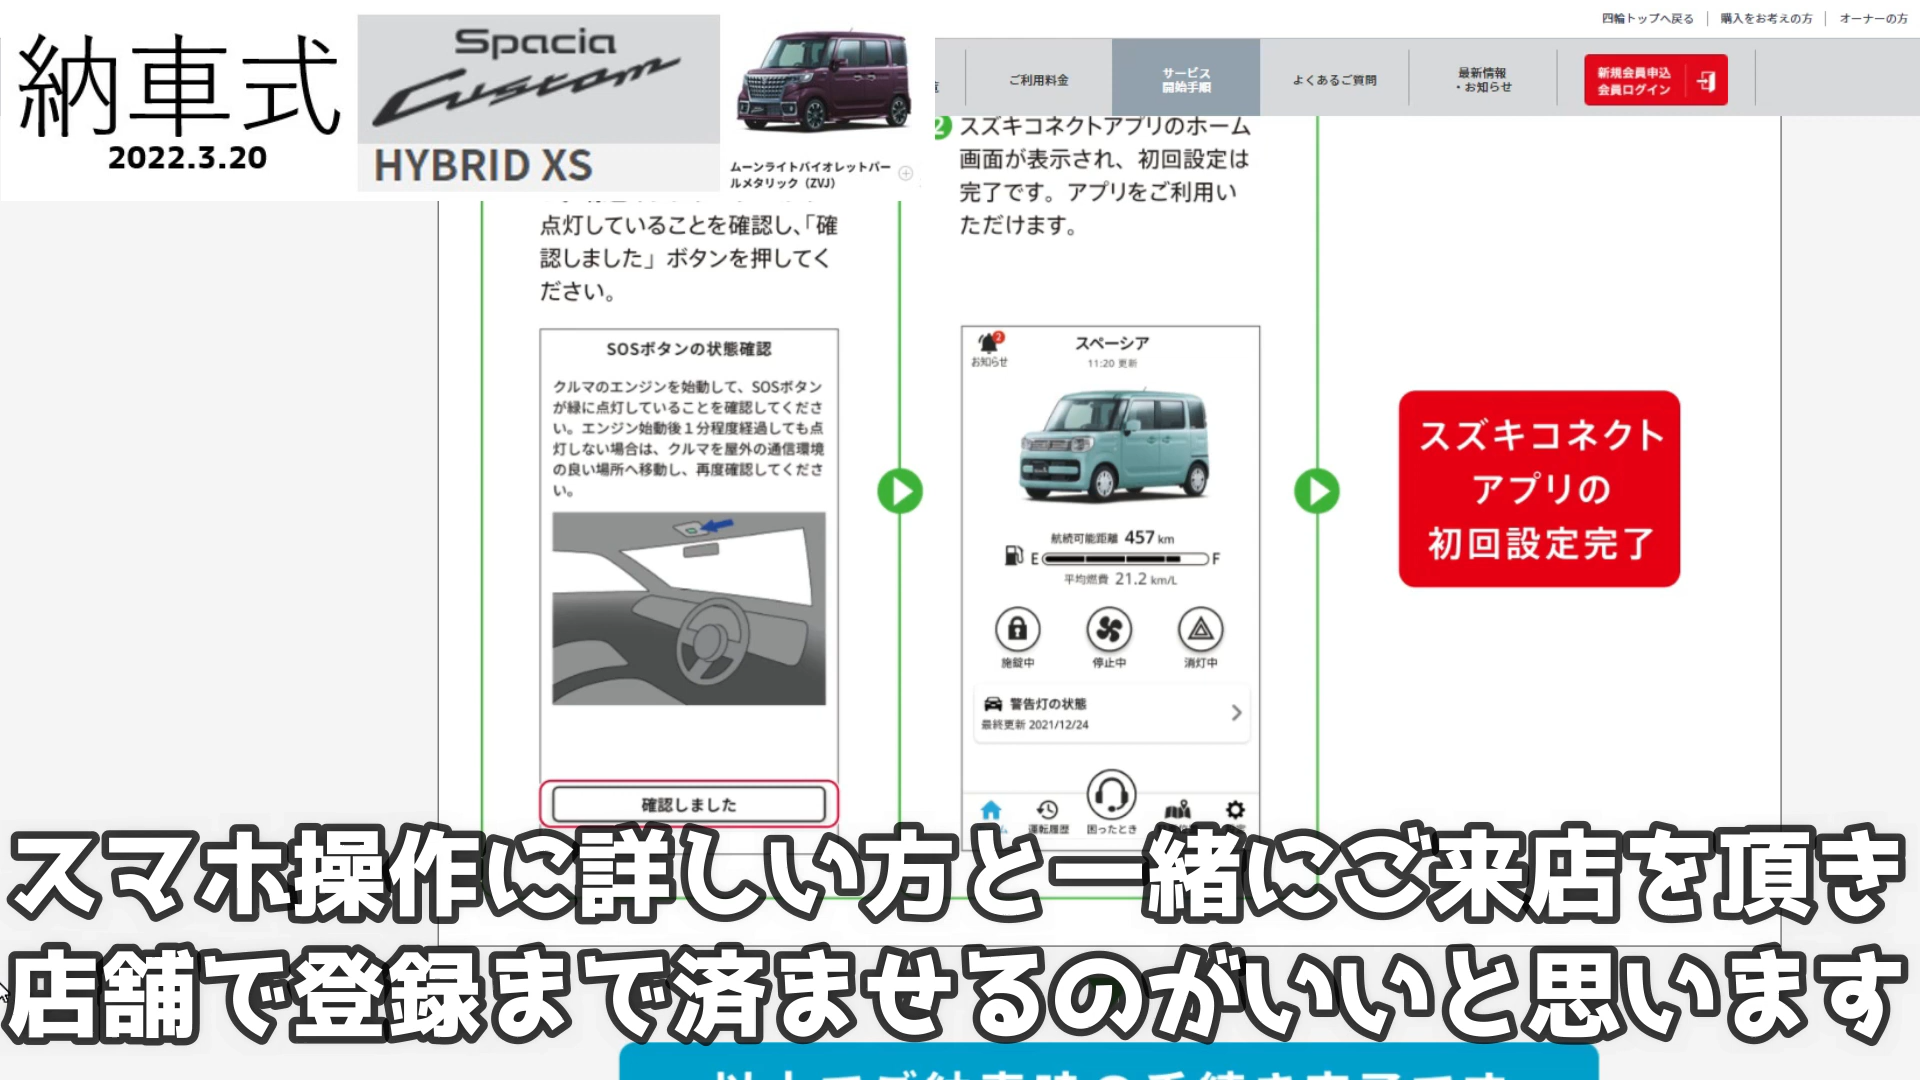 納車式
2022.3.20
Spacia
Custom
HYBRID XS
ムーンライトバイオレットパー
ルメタリック（ZVJ）
四輪トップへ戻る
購入をお考えの方
オーナーの方
ご利用料金
サービス
開始手順
よくあるご質問
最新情報
・お知らせ
新規会員申込
会員ログイン
点灯していることを確認し、「確
認しました」ボタンを押してく
ださい。
SOSボタンの状態確認
クルマのエンジンを始動して、SOSボタン
が緑に点灯していることを確認してくださ
い。エンジン始動後１分程度経過しても点
灯しない場合は、クルマを屋外の通信環境
の良い場所へ移動し、再度確認してくださ
い。
確認しました
2 スズキコネクトアプリのホーム
画面が表示され、初回設定は
完了です。アプリをご利用い
ただけます。
2
お知らせ
スペーシア
11:20 更新
航続可能距離 457 km
E F
平均燃費 21.2 km/L
施錠中
停止中
消灯中
警告灯の状態
最終更新 2021/12/24
運転履歴
困ったとき
スズキコネクト
アプリの
初回設定完了
スマホ操作に詳しい方と一緒にご来店を頂き
店舗で登録まで済ませるのがいいと思います